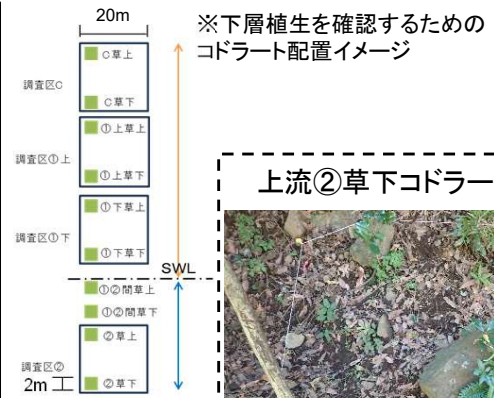 20m
※下層植生を確認するための
コドラート配置イメージ
C草上
調査区C
C草下
①上草上
調査区①上
①上草下
①下草上
調査区①下
①下草下
SWL
①②間草上
①②間草下
②草上
調査区②
2m
②草下
上流②草下コドラー